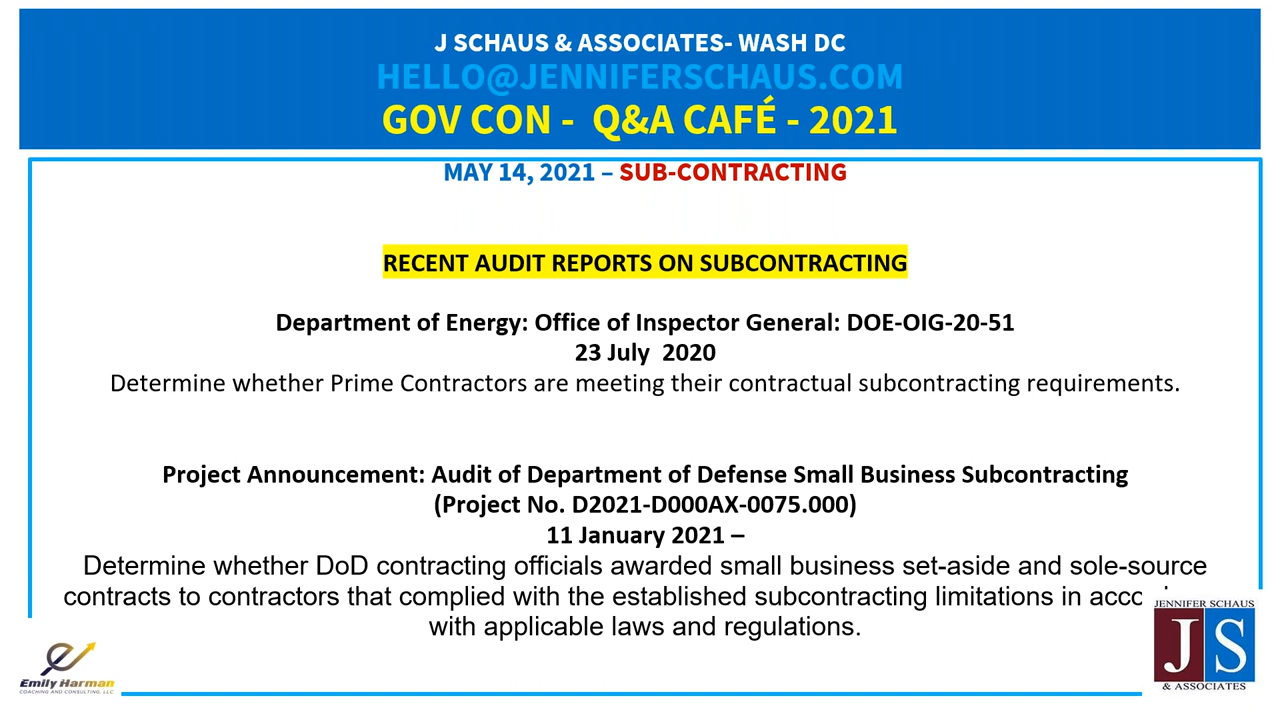 J SCHAUS & ASSOCIATES- WASH DC
HELLO@JENNIFERSCHAUS.COM
GOV CON - Q&A CAFÉ - 2021
MAY 14, 2021 – SUB-CONTRACTING
RECENT AUDIT REPORTS ON SUBCONTRACTING
Department of Energy: Office of Inspector General: DOE-OIG-20-51
23 July 2020
Determine whether Prime Contractors are meeting their contractual subcontracting requirements.
Project Announcement: Audit of Department of Defense Small Business Subcontracting
(Project No. D2021-D000AX-0075.000)
11 January 2021 –
Determine whether DoD contracting officials awarded small business set-aside and sole-source
contracts to contractors that complied with the established subcontracting limitations in
with applicable laws and regulations.
Emily Harman
COACHING AND CONSULTING, LLC
JENNIFER SCHAUS
JS
& ASSOCIATES